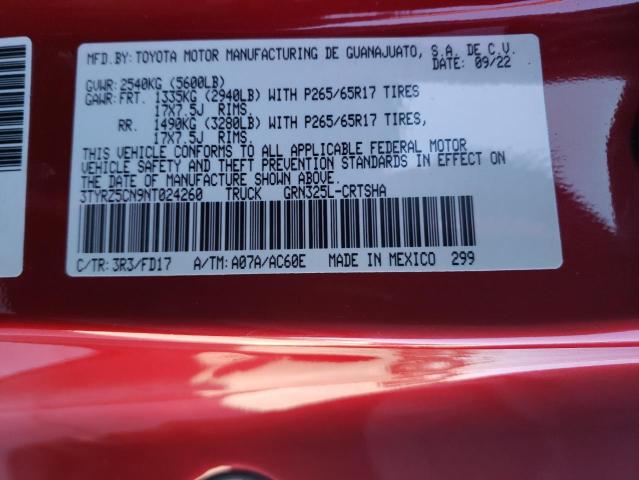 MFD.BY: TOYOTA MOTOR MANUFACTURING DE GUANAJUATO, S.A. DE C.V.
DATE: 09/22
GVWR: 2540KG (5600LB)
GAWR: FRT. 1335KG (2940LB) WITH P265/65R17 TIRES
17X7.5J RIMS,
RR. 1490KG (3280LB) WITH P265/65R17 TIRES,
17X7.5J RIMS.
THIS VEHICLE CONFORMS TO ALL APPLICABLE FEDERAL MOTOR
VEHICLE SAFETY AND THEFT PREVENTION STANDARDS IN EFFECT ON
THE DATE OF MANUFACTURE SHOWN ABOVE.
3TYRZ5CN9NT024260 TRUCK GRN325L-CRTSHA
C/TR: 3R3/FD17 A/TM: A07A/AC60E MADE IN MEXICO 299